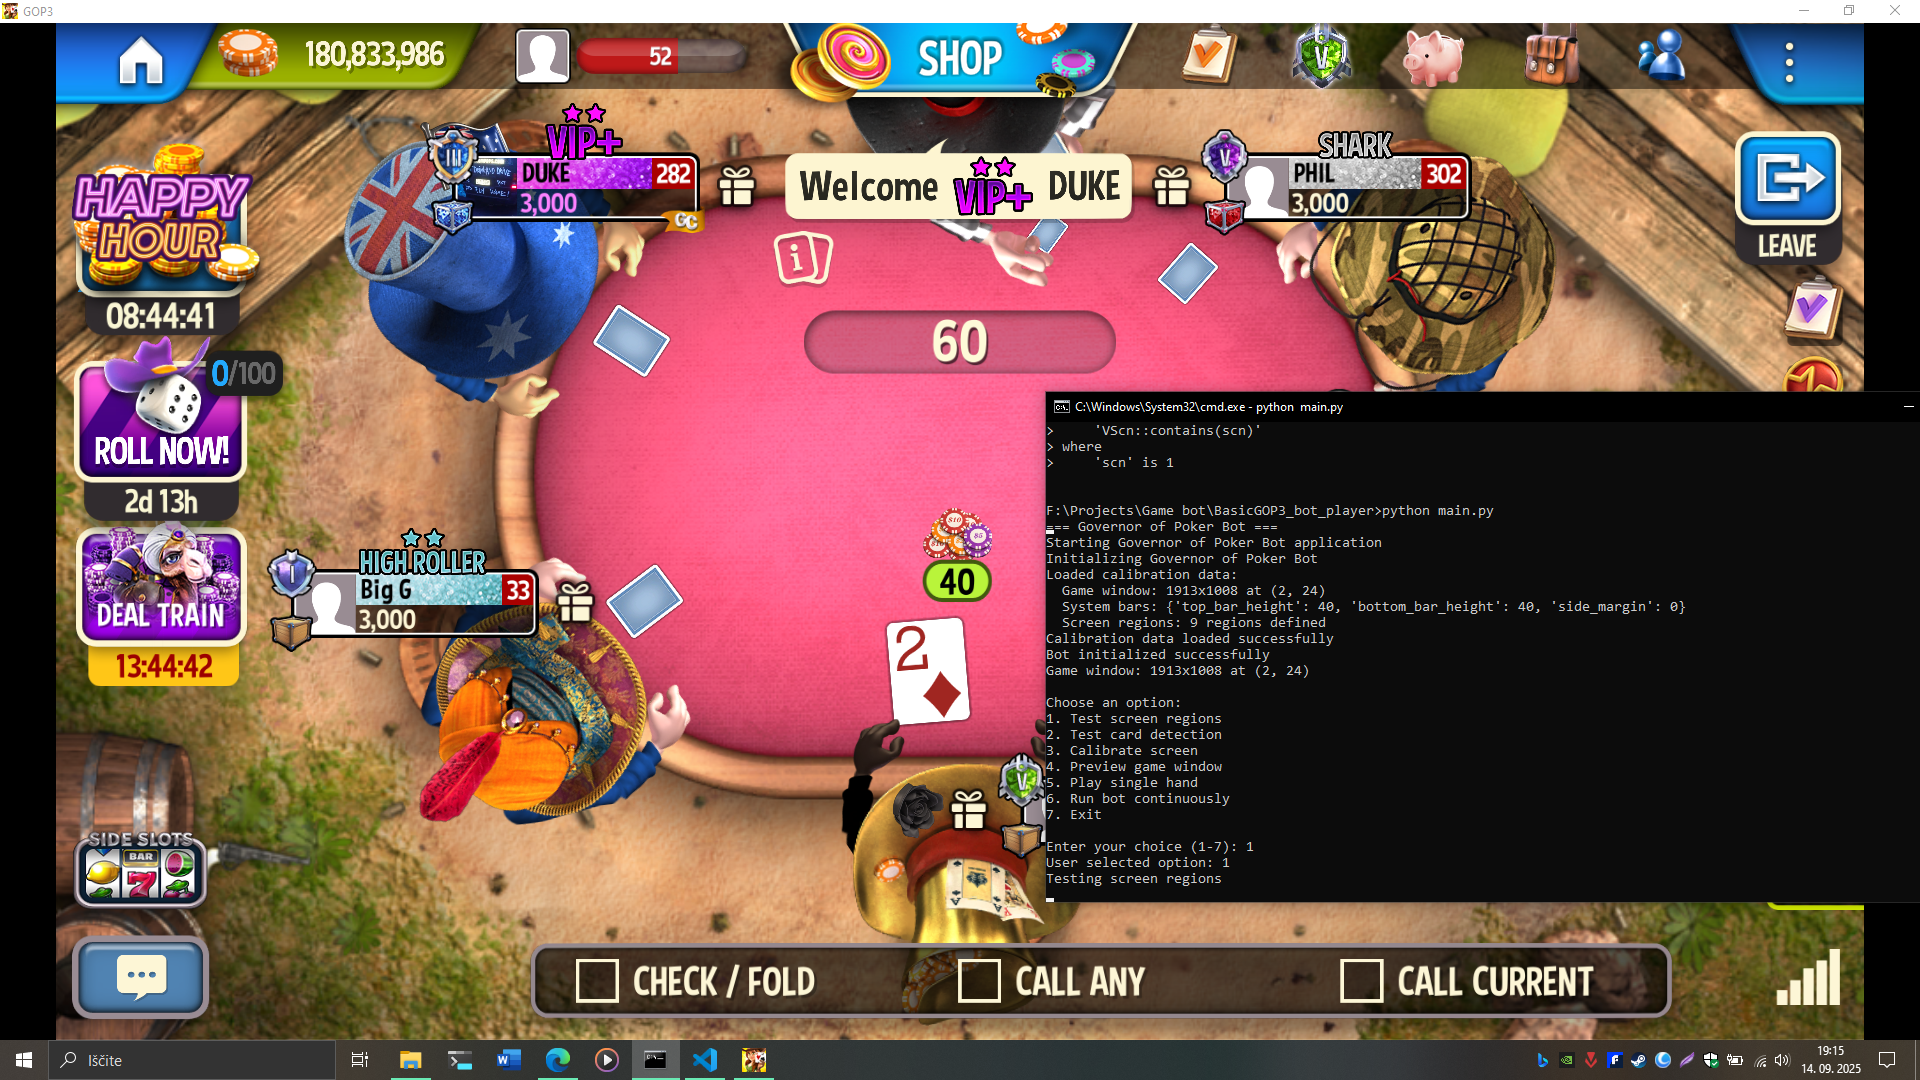 GOP3
180,833,986
52
SHOP
V
VIP+
III
DUKE
282
3,000
GC
Welcome VIP+ DUKE
SHARK
V
PHIL
302
3,000
LEAVE
HAPPY
HOUR
08:44:41
i
60
0/100
ROLL NOW!
2d 13h
HIGH ROLLER
I
Big G
33
3,000
DEAL TRAIN
13:44:42
40
2
V
SIDE SLOTS
BAR
7
CHECK / FOLD
CALL ANY
CALL CURRENT
C:\Windows\System32\cmd.exe - python  main.py
>     'VScn::contains(scn)'
> where
>     'scn' is 1
F:\Projects\Game bot\BasicGOP3_bot_player>python main.py
=== Governor of Poker Bot ===
Starting Governor of Poker Bot application
Initializing Governor of Poker Bot
Loaded calibration data:
  Game window: 1913x1008 at (2, 24)
  System bars: {'top_bar_height': 40, 'bottom_bar_height': 40, 'side_margin': 0}
  Screen regions: 9 regions defined
Calibration data loaded successfully
Bot initialized successfully
Game window: 1913x1008 at (2, 24)
Choose an option:
1. Test screen regions
2. Test card detection
3. Calibrate screen
4. Preview game window
5. Play single hand
6. Run bot continuously
7. Exit
Enter your choice (1-7): 1
User selected option: 1
Testing screen regions
Iščite
19:15
14. 09. 2025